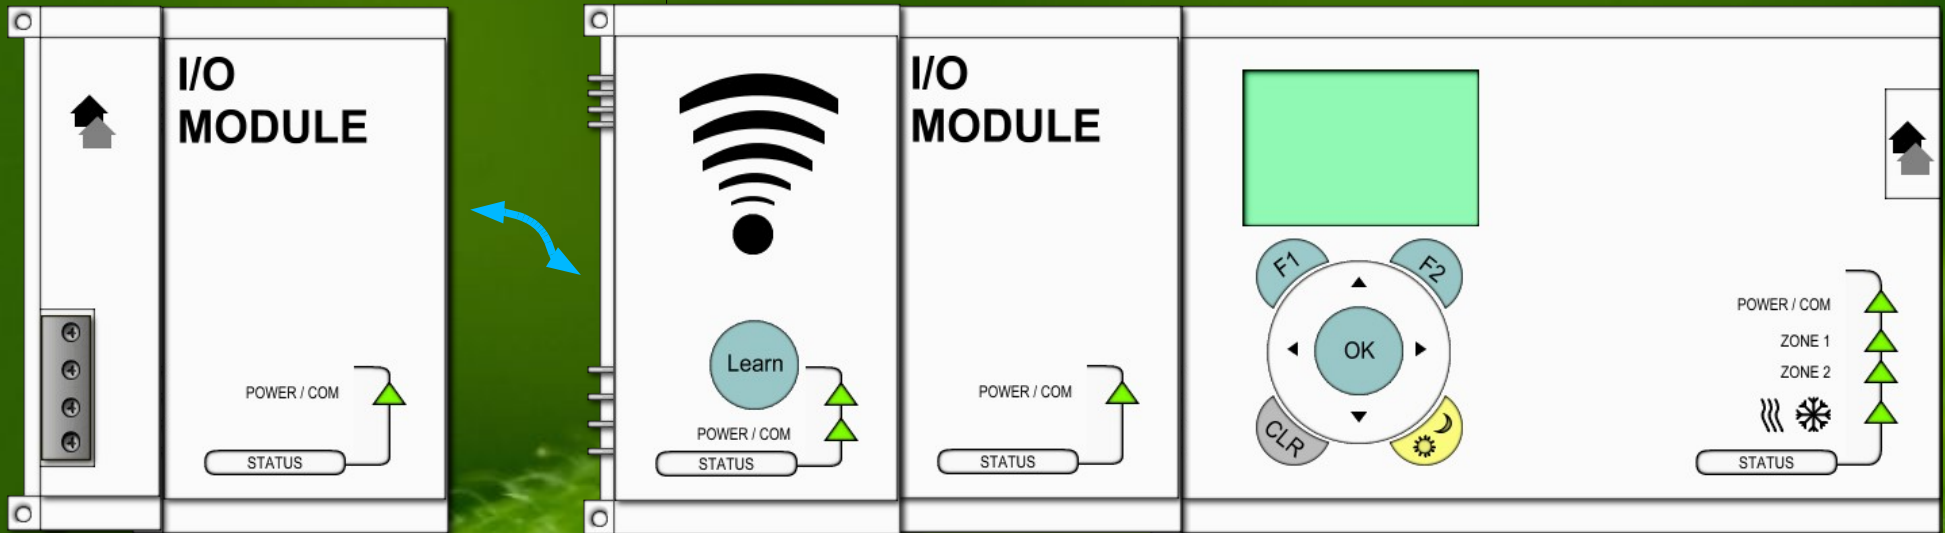 I/O
MODULE
POWER / COM
STATUS
Learn
POWER / COM
STATUS
I/O
MODULE
POWER / COM
STATUS
F1
F2
OK
CLR
POWER / COM
ZONE 1
ZONE 2
STATUS